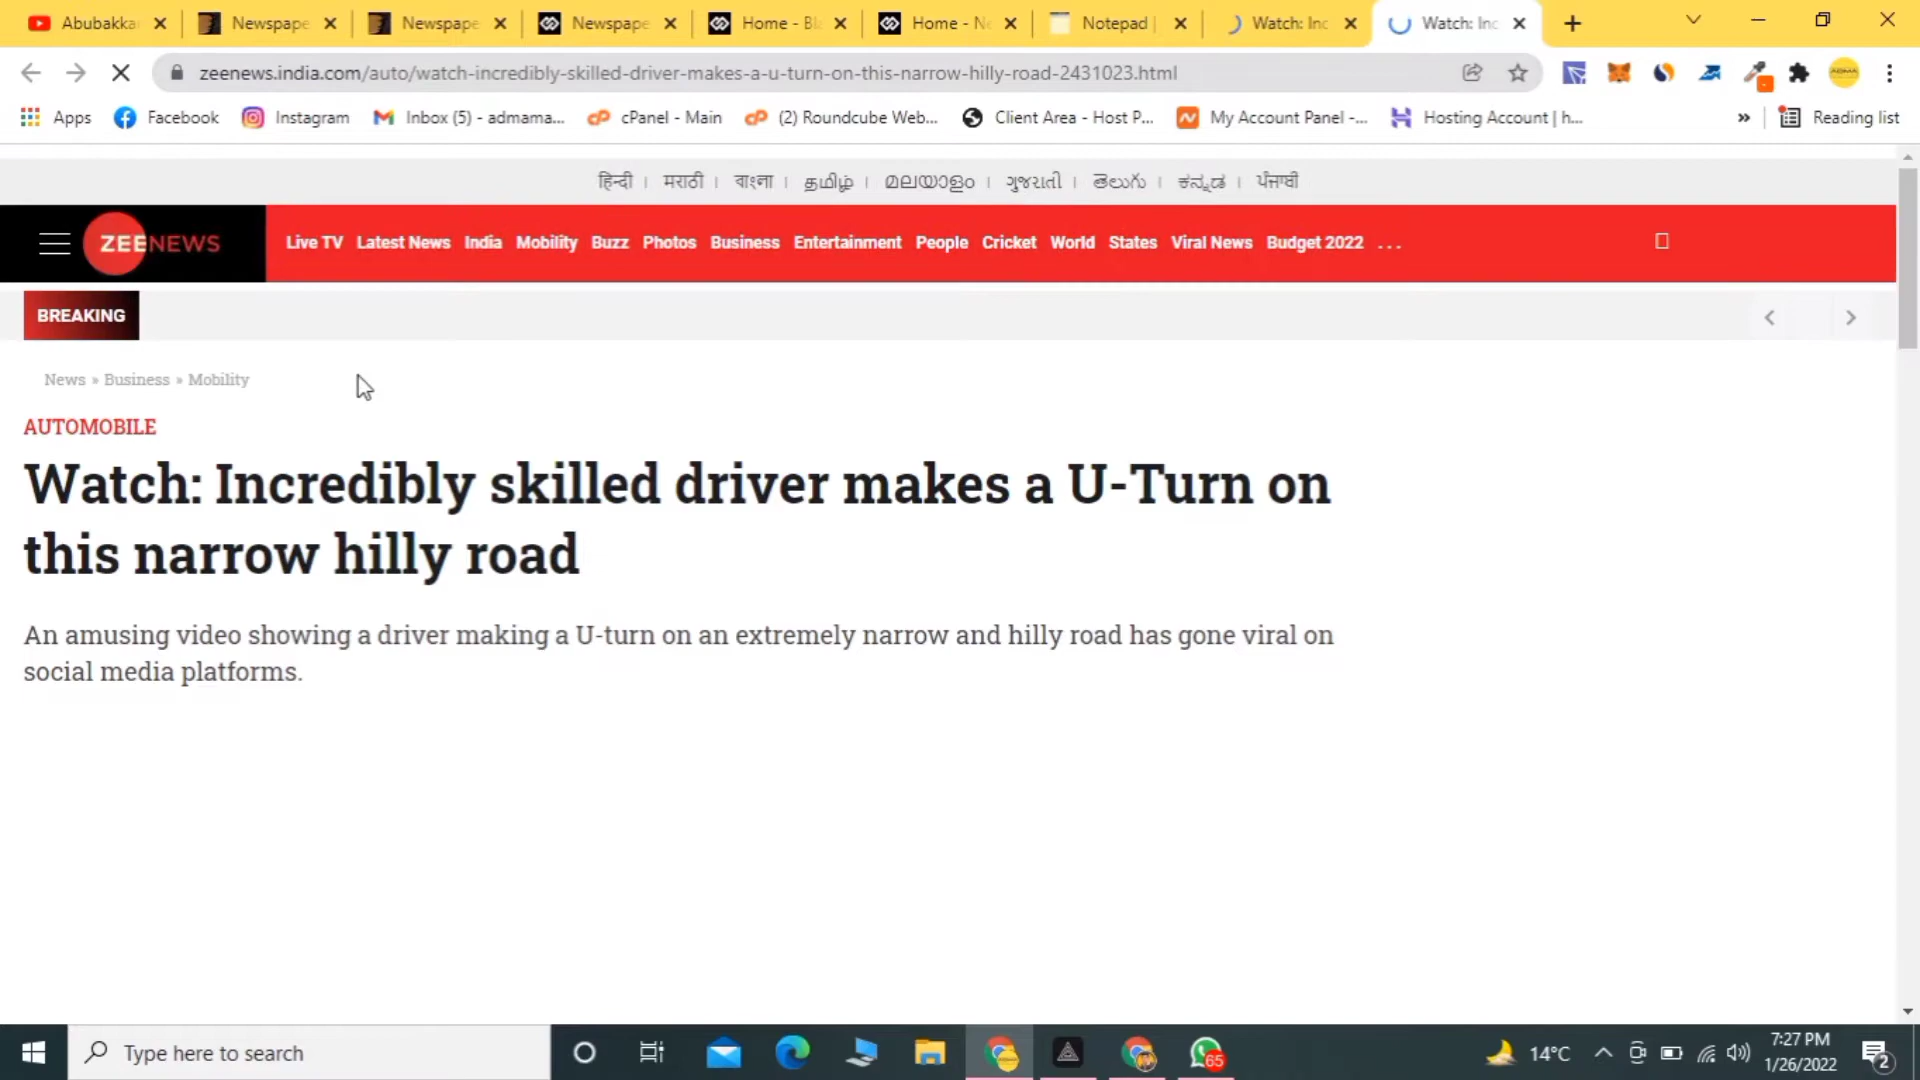 Abubakka Newspape Newspape Newspape Home - Bl Home - Ne Notepad | Watch: Inc Watch: Inc
zeenews.india.com/auto/watch-incredibly-skilled-driver-makes-a-u-turn-on-this-narrow-hilly-road-2431023.html
Apps Facebook Instagram Inbox (5) - admama... cPanel - Main (2) Roundcube Web... Client Area - Host P... My Account Panel -... Hosting Account | h... » Reading list
हिन्दी मराठी বাংলা தமிழ் മലയാളം ગુજરાતી తెలుగు ಕನ್ನಡ ਪੰਜਾਬੀ
ZEENEWS Live TV Latest News India Mobility Buzz Photos Business Entertainment People Cricket World States Viral News Budget 2022 ...
BREAKING
News » Business » Mobility
AUTOMOBILE
Watch: Incredibly skilled driver makes a U-Turn on
this narrow hilly road
An amusing video showing a driver making a U-turn on an extremely narrow and hilly road has gone viral on
social media platforms.
Type here to search 65 14°C 7:27 PM
1/26/2022 2